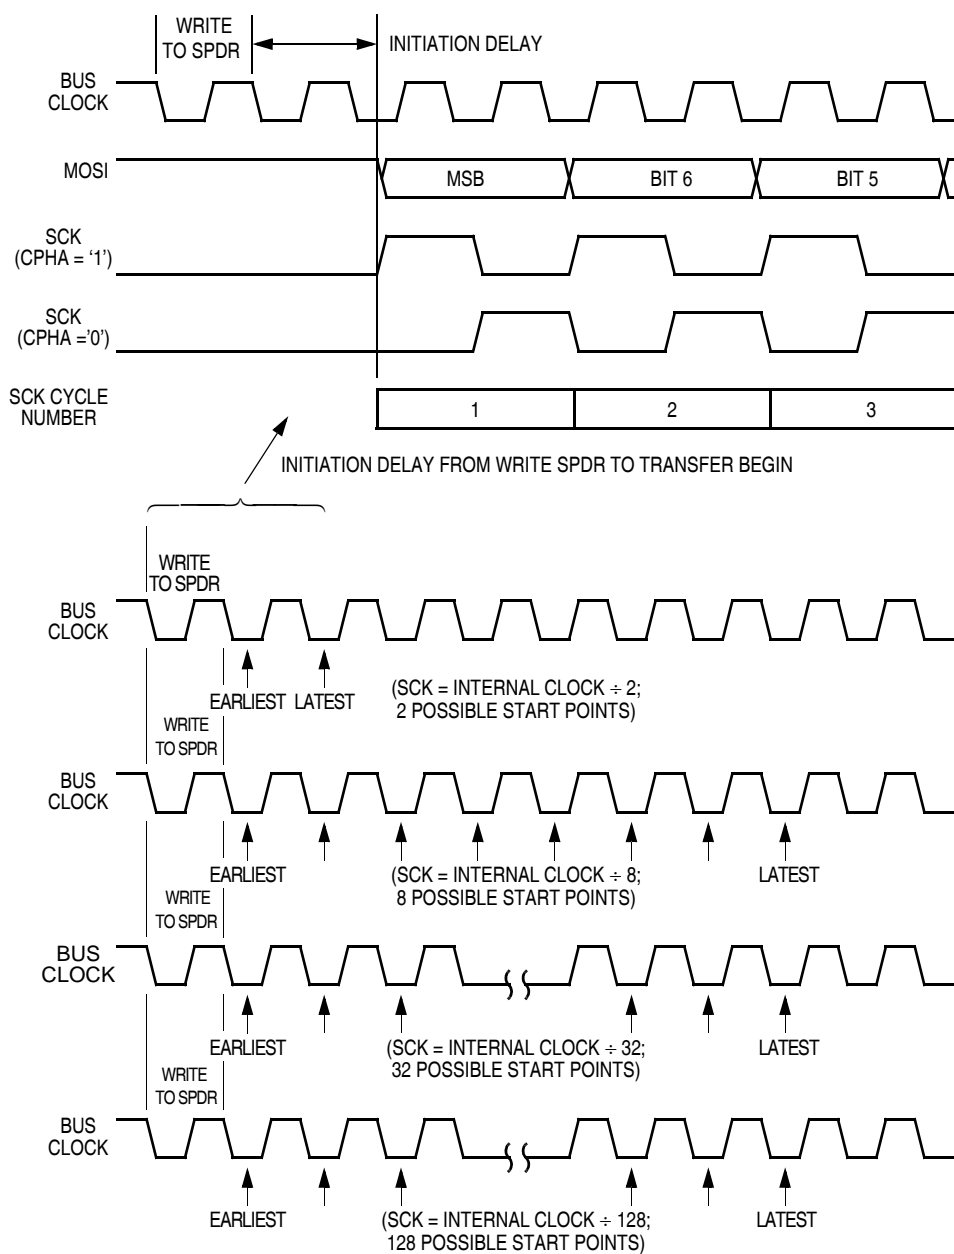 WRITE
TO SPDR
INITIATION DELAY
BUS
CLOCK
MOSI
MSB
BIT 6
BIT 5
SCK
(CPHA = ‘1’)
SCK
(CPHA ='0')
SCK CYCLE
NUMBER
1
2
3
INITIATION DELAY FROM WRITE SPDR TO TRANSFER BEGIN
WRITE
TO SPDR
BUS
CLOCK
EARLIEST
LATEST
(SCK = INTERNAL CLOCK ÷ 2;
2 POSSIBLE START POINTS)
WRITE
TO SPDR
BUS
CLOCK
EARLIEST
(SCK = INTERNAL CLOCK ÷ 8;
8 POSSIBLE START POINTS)
LATEST
WRITE
TO SPDR
BUS
CLOCK
EARLIEST
(SCK = INTERNAL CLOCK ÷ 32;
32 POSSIBLE START POINTS)
LATEST
WRITE
TO SPDR
BUS
CLOCK
EARLIEST
(SCK = INTERNAL CLOCK ÷ 128;
128 POSSIBLE START POINTS)
LATEST